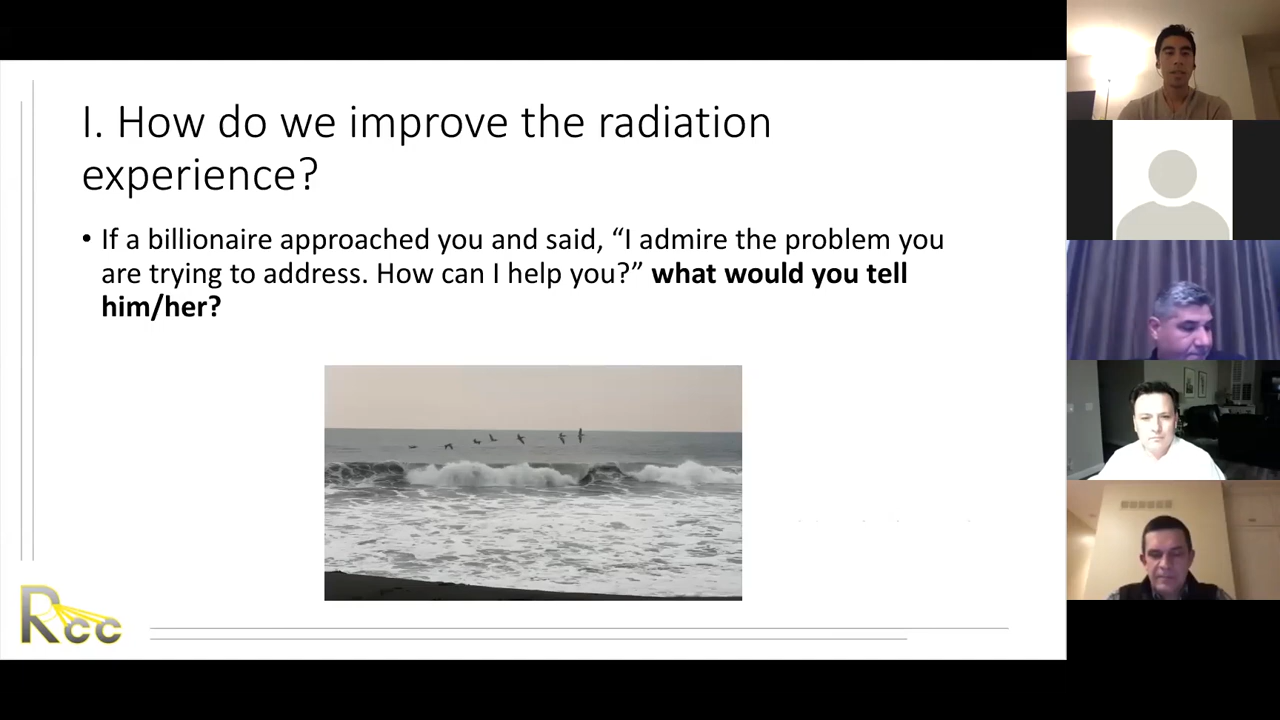 I. How do we improve the radiation
experience?
• If a billionaire approached you and said, “I admire the problem you
are trying to address. How can I help you?” what would you tell
him/her?
Rcc